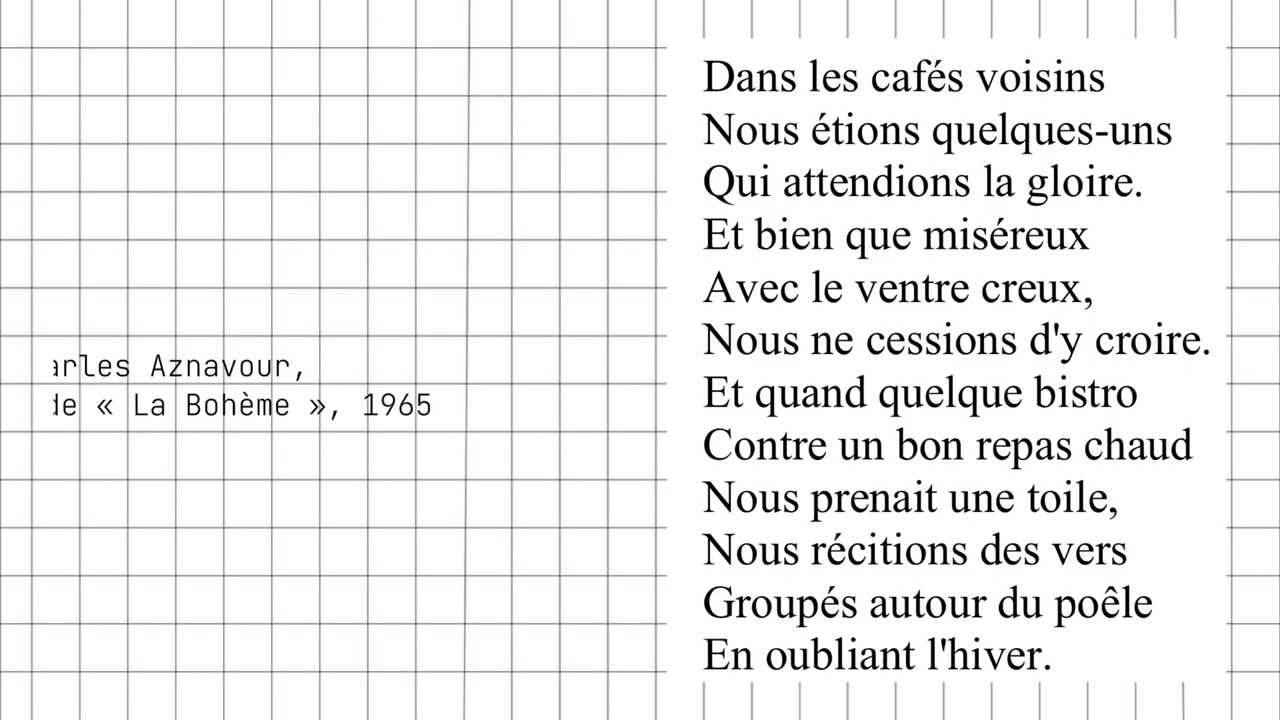 arles Aznavour,
de « La Bohème », 1965
Dans les cafés voisins
Nous étions quelques-uns
Qui attendions la gloire.
Et bien que miséreux
Avec le ventre creux,
Nous ne cessions d'y croire.
Et quand quelque bistro
Contre un bon repas chaud
Nous prenait une toile,
Nous récitions des vers
Groupés autour du poêle
En oubliant l'hiver.